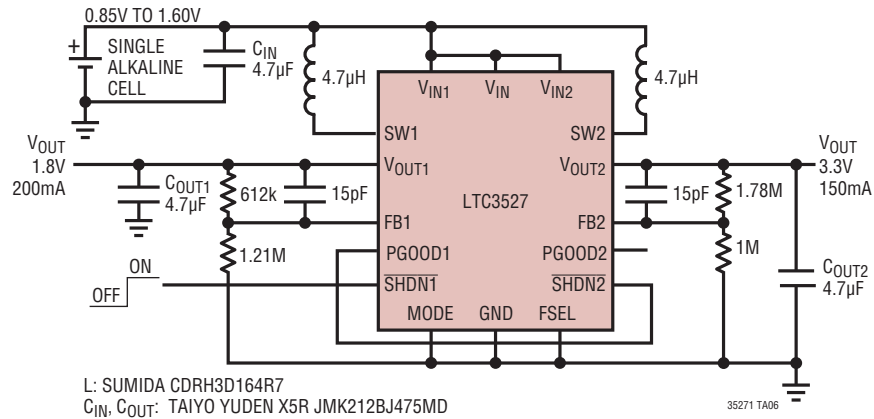 0.85V TO 1.60V
+
SINGLE
ALKALINE
CELL
CIN
4.7µF
4.7µH
VIN1
VIN
VIN2
4.7µH
SW1
SW2
VOUT
1.8V
200mA
VOUT1
VOUT2
VOUT
3.3V
150mA
COUT1
4.7µF
612k
15pF
LTC3527
15pF
1.78M
FB1
FB2
1.21M
PGOOD1
PGOOD2
1M
ON
OFF
SHDN1
SHDN2
COUT2
4.7µF
MODE
GND
FSEL
L: SUMIDA CDRH3D164R7
CIN, COUT: TAIYO YUDEN X5R JMK212BJ475MD
35271 TA06